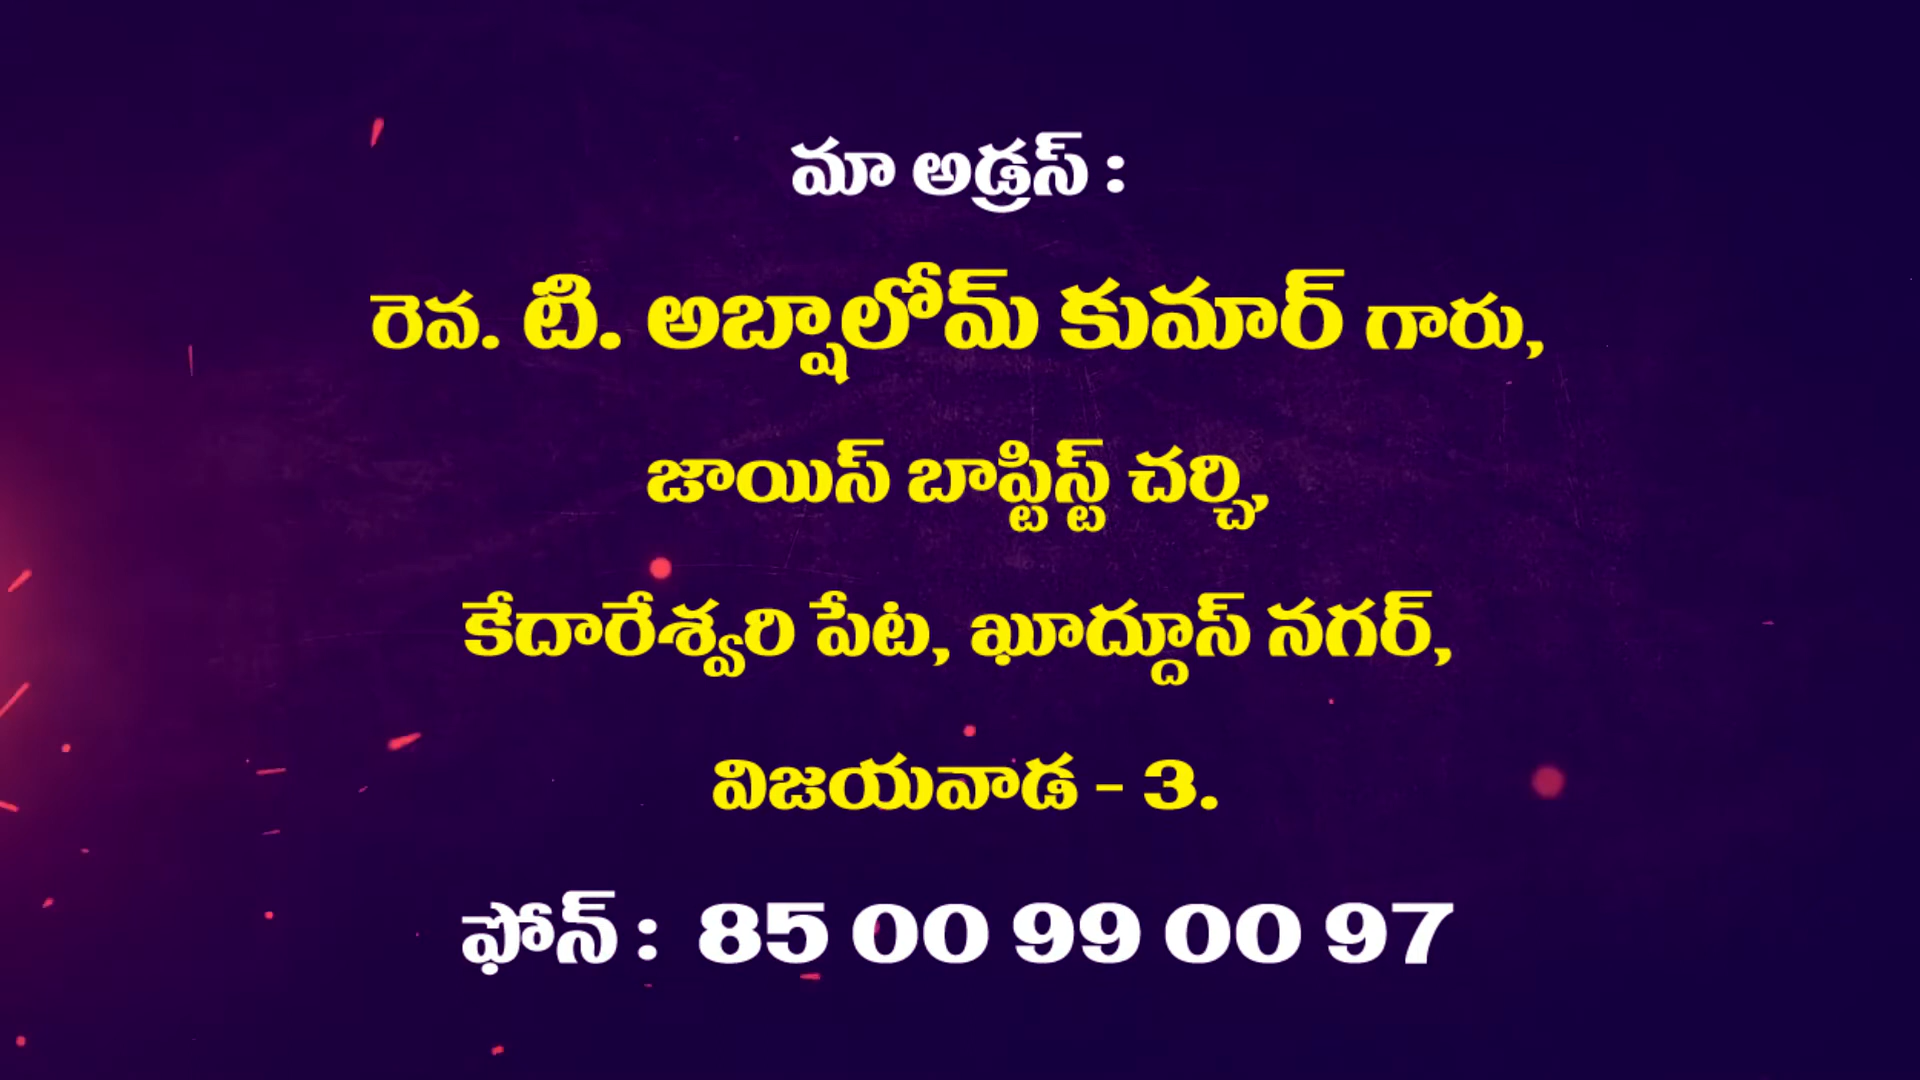 మా అడ్రస్ :
రెవ. టి. అబ్షాలోమ్ కుమార్ గారు,
జాయిస్ బాప్టిస్ట్ చర్చి,
కేదారేశ్వరి పేట, ఖూద్దూస్ నగర్,
విజయవాడ - 3.
ఫోన్ : 85 00 99 00 97